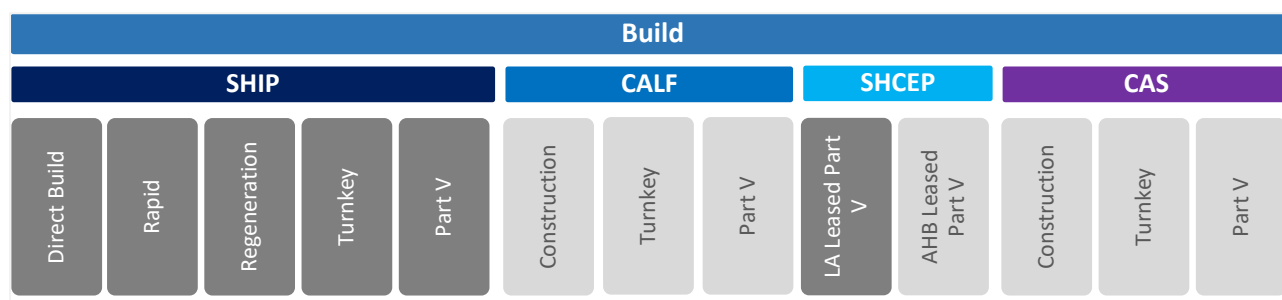 Build
SHIP
CALF
SHCEP
CAS
Direct Build
Rapid
Regeneration
Turnkey
Part V
Construction
Turnkey
Part V
LA Leased Part
V
AHB Leased
Part V
Construction
Turnkey
Part V